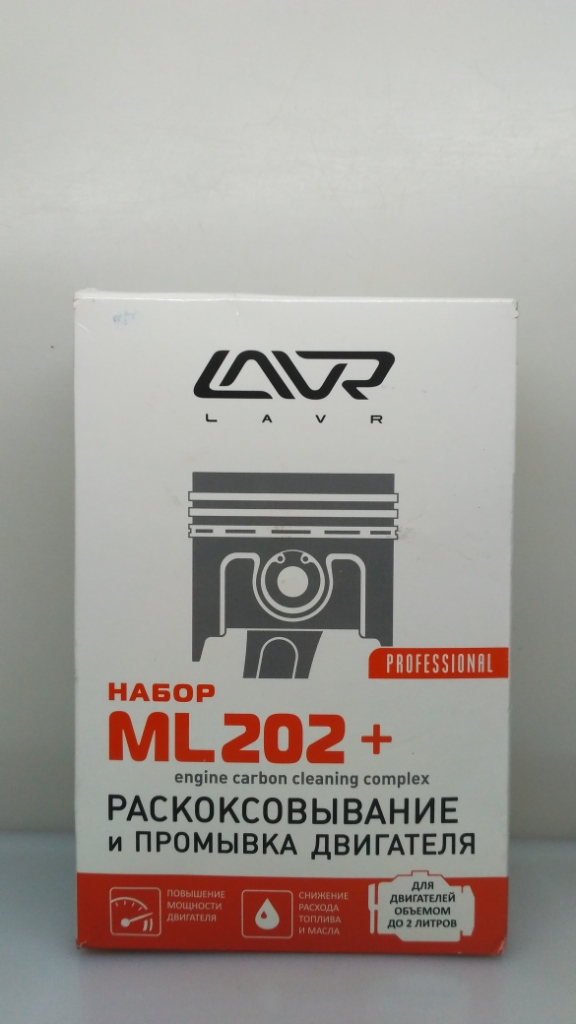 LAVR
LAVR
PROFESSIONAL
НАБОР
ML202+
engine carbon cleaning complex
РАСКОКСОВЫВАНИЕ
и ПРОМЫВКА ДВИГАТЕЛЯ
ПОВЫШЕНИЕ
МОЩНОСТИ
ДВИГАТЕЛЯ
СНИЖЕНИЕ
РАСХОДА
ТОПЛИВА
И МАСЛА
ДЛЯ
ДВИГАТЕЛЕЙ
ОБЪЕМОМ
ДО 2 ЛИТРОВ